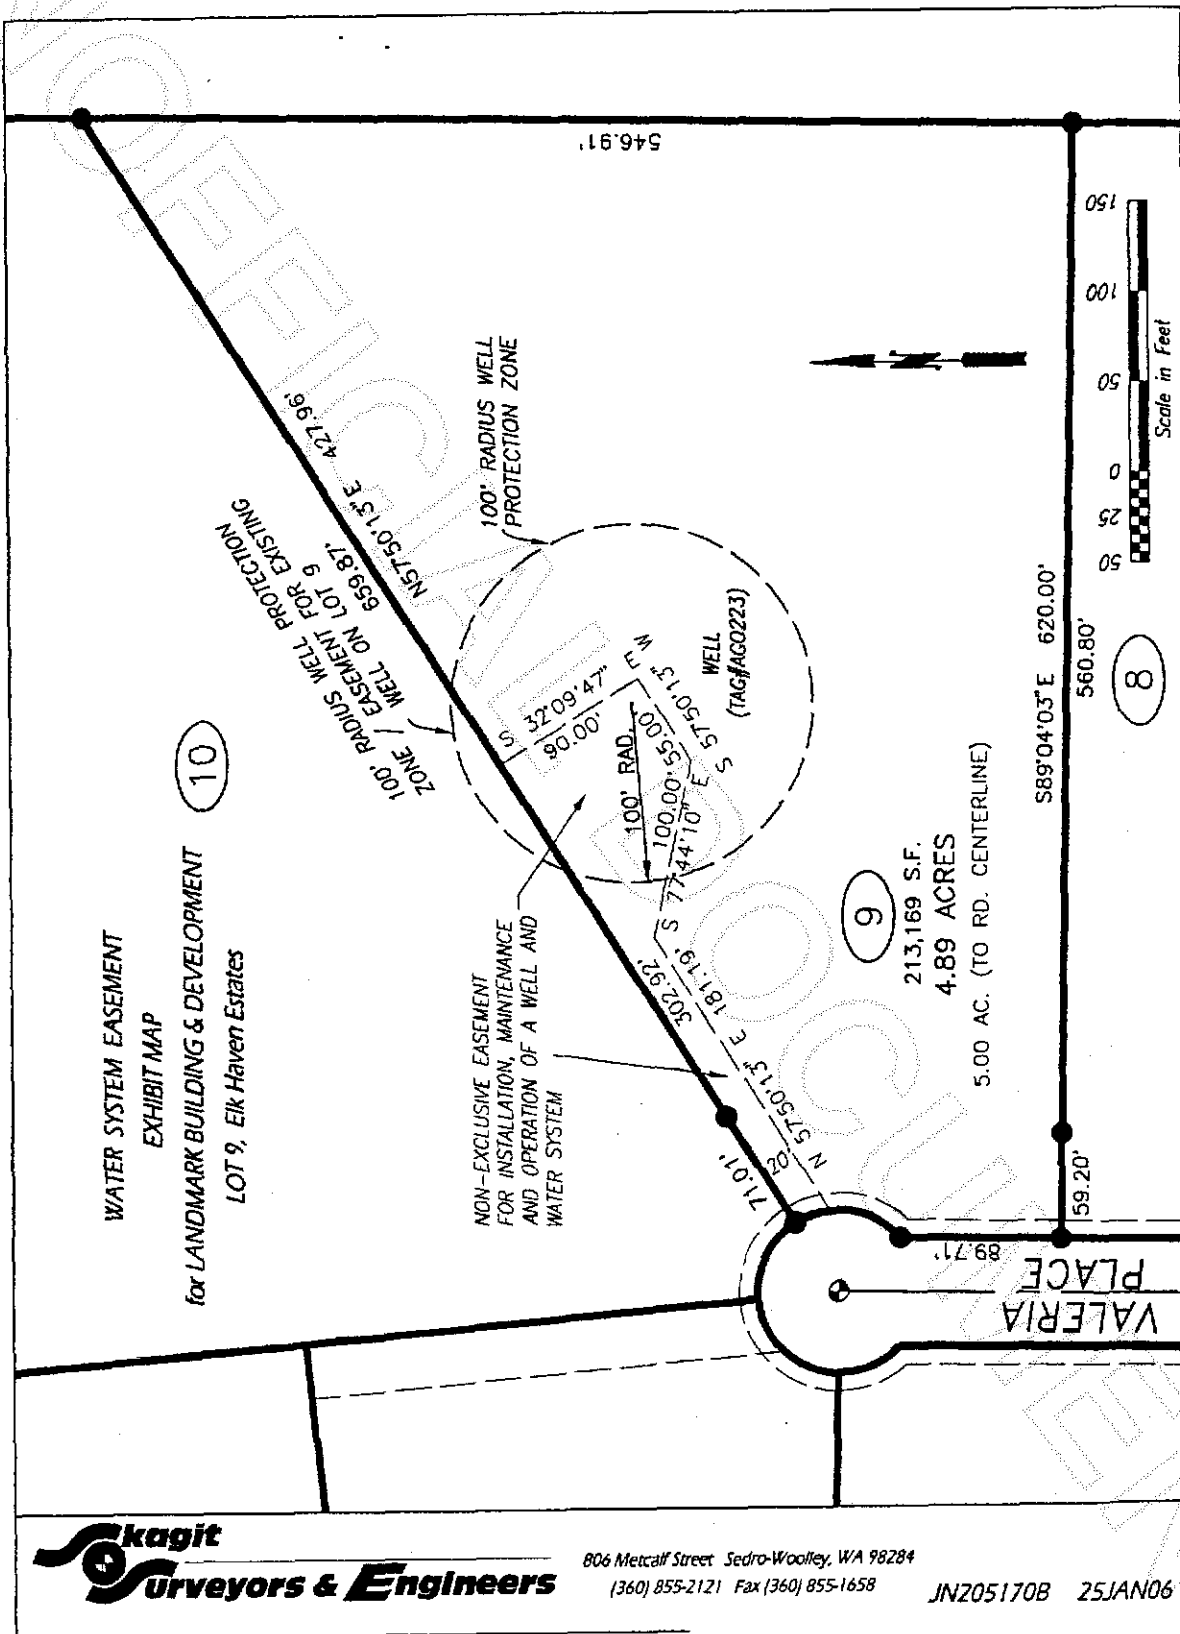 WATER SYSTEM EASEMENT
EXHIBIT MAP
for LANDMARK BUILDING & DEVELOPMENT
LOT 9, Elk Haven Estates
10
100' RADIUS WELL PROTECTION
ZONE / EASEMENT FOR EXISTING
WELL ON LOT 9
659.87'
N57°50'13"E 427.96'
546.91'
100' RADIUS WELL
PROTECTION ZONE
NON-EXCLUSIVE EASEMENT
FOR INSTALLATION, MAINTENANCE
AND OPERATION OF A WELL AND
WATER SYSTEM
S 32°09'47" E
90.00'
100' RAD.
WELL
(TAG#AGO223)
S 57°50'13" W
55.00'
100.00'
S 77°44'10" E
302.92'
N 57°50'13" E 181.19'
20'
71.01'
9
213,169 S.F.
4.89 ACRES
5.00 AC. (TO RD. CENTERLINE)
S89°04'03"E 620.00'
560.80'
8
59.20'
89.71'
VALERIA
PLACE
50 25 0 50 100 150
Scale in Feet
UNOFFICIAL DOCUMENT
Skagit
Surveyors & Engineers
806 Metcalf Street Sedro-Woolley, WA 98284
(360) 855-2121 Fax (360) 855-1658
JN205170B 25JAN06